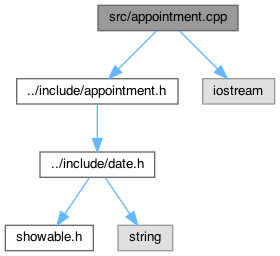 src/appointment.cpp
../include/appointment.h
iostream
../include/date.h
showable.h
string